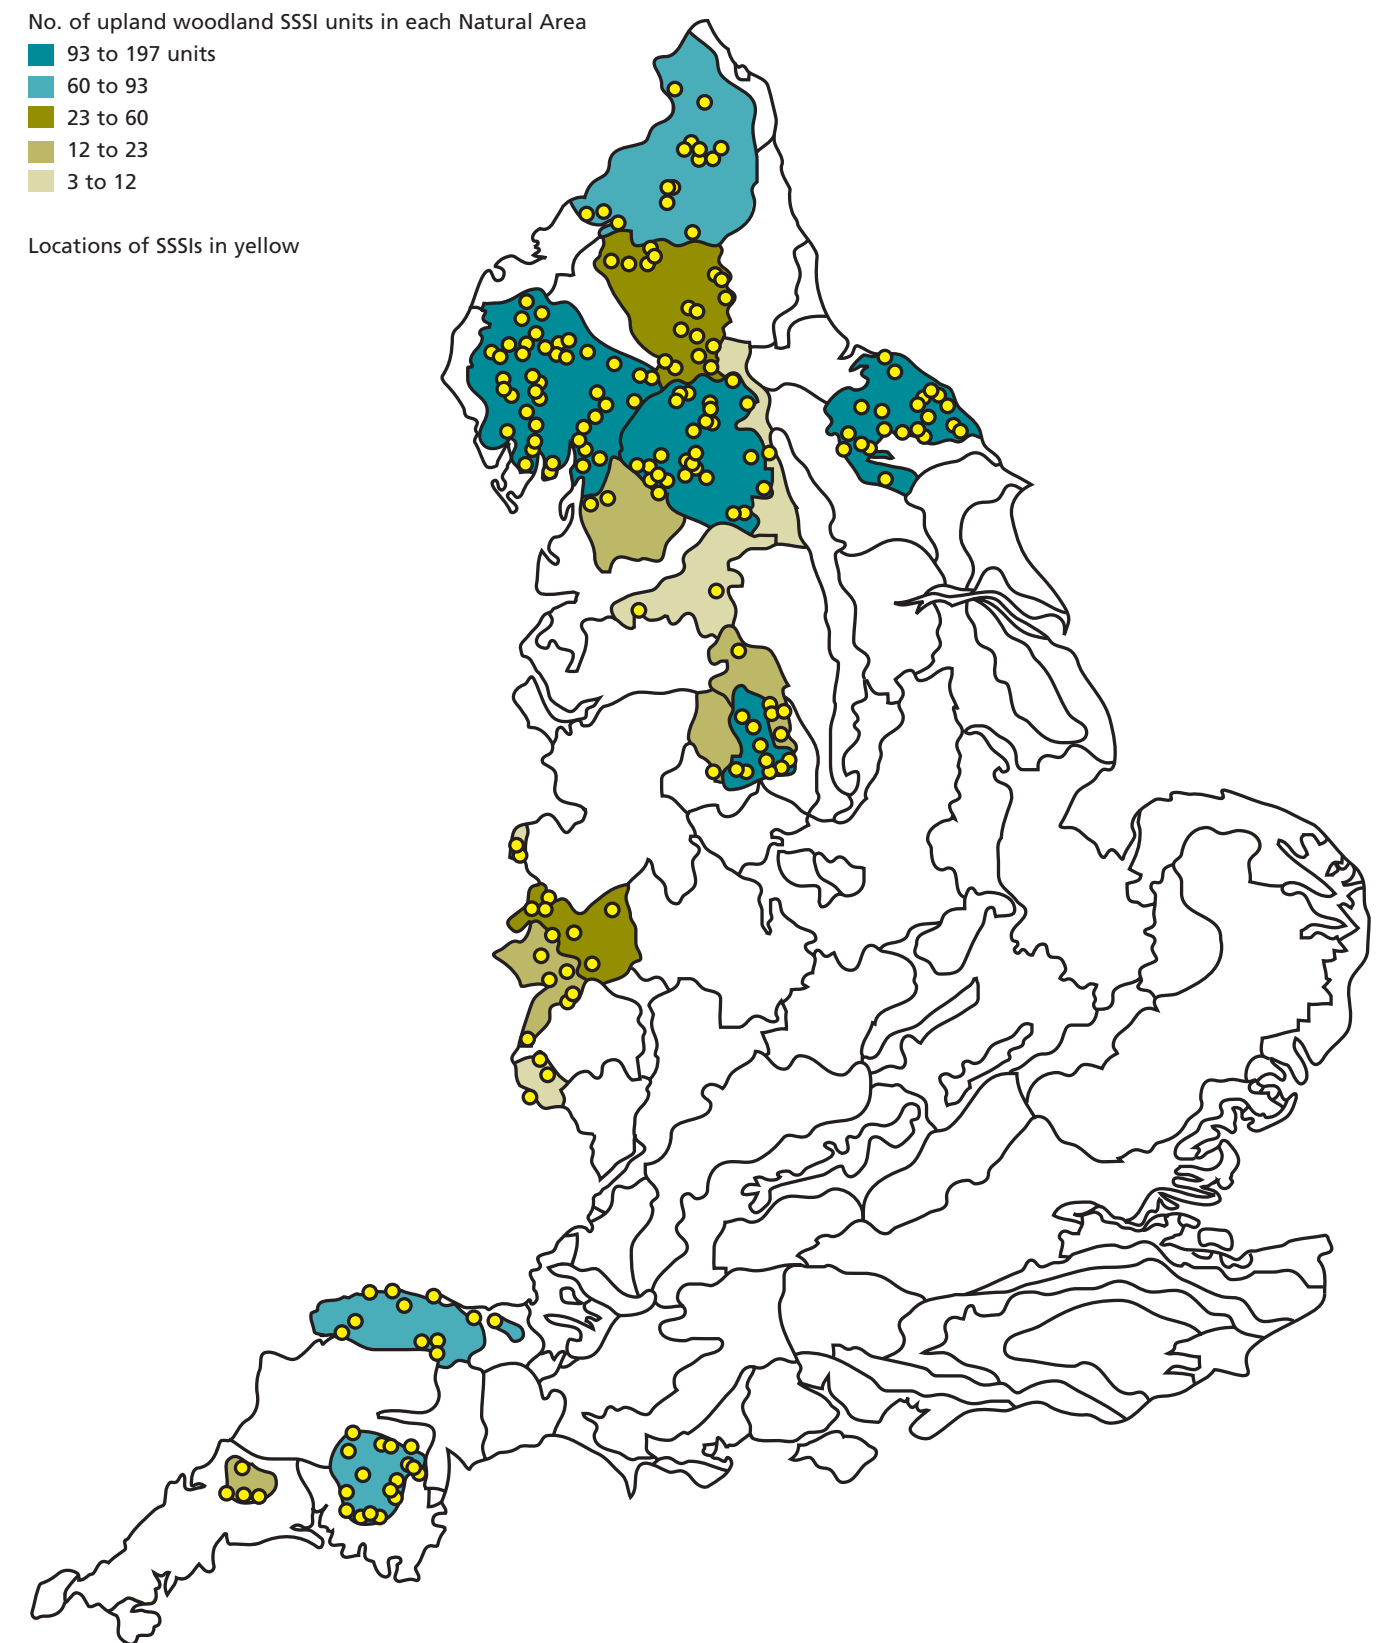 No. of upland woodland SSSI units in each Natural Area
93 to 197 units
60 to 93
23 to 60
12 to 23
3 to 12
Locations of SSSIs in yellow